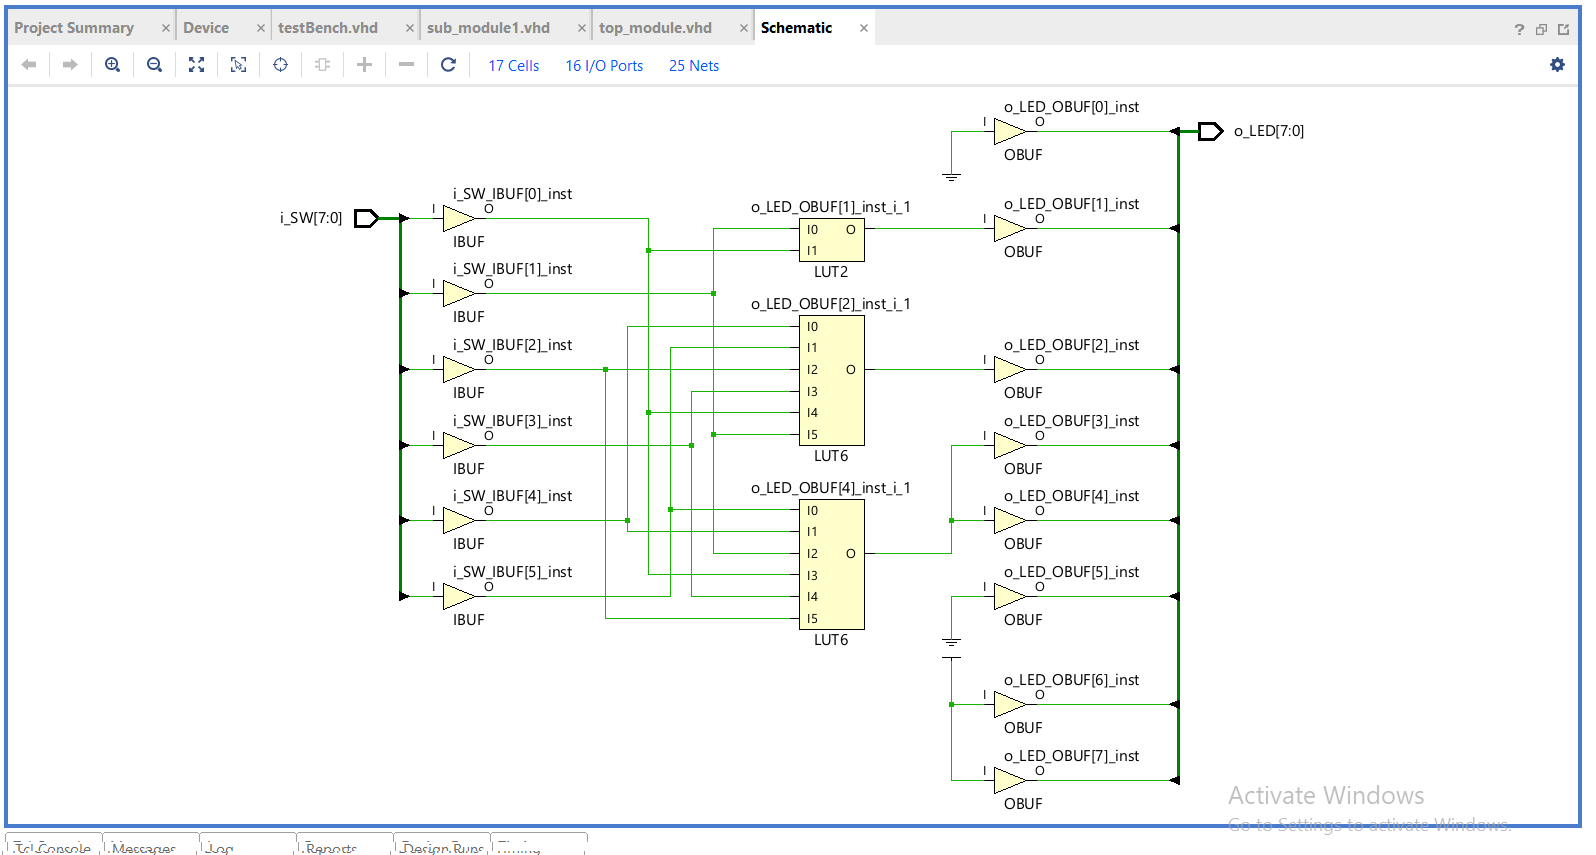 Project Summary × Device × testBench.vhd × sub_module1.vhd × top_module.vhd × Schematic ×
?
17 Cells 16 I/O Ports 25 Nets
o_LED_OBUF[0]_inst
I O
OBUF
o_LED[7:0]
i_SW[7:0]
i_SW_IBUF[0]_inst
I O
IBUF
i_SW_IBUF[1]_inst
I O
IBUF
i_SW_IBUF[2]_inst
I O
IBUF
i_SW_IBUF[3]_inst
I O
IBUF
i_SW_IBUF[4]_inst
I O
IBUF
i_SW_IBUF[5]_inst
I O
IBUF
o_LED_OBUF[1]_inst_i_1
I0 O
I1
LUT2
o_LED_OBUF[2]_inst_i_1
I0
I1
I2 O
I3
I4
I5
LUT6
o_LED_OBUF[4]_inst_i_1
I0
I1
I2 O
I3
I4
I5
LUT6
o_LED_OBUF[1]_inst
I O
OBUF
o_LED_OBUF[2]_inst
I O
OBUF
o_LED_OBUF[3]_inst
I O
OBUF
o_LED_OBUF[4]_inst
I O
OBUF
o_LED_OBUF[5]_inst
I O
OBUF
o_LED_OBUF[6]_inst
I O
OBUF
o_LED_OBUF[7]_inst
I O
OBUF
Activate Windows
Go to Settings to activate Windows.
Tcl Console Messages Log Reports Design Runs Timing